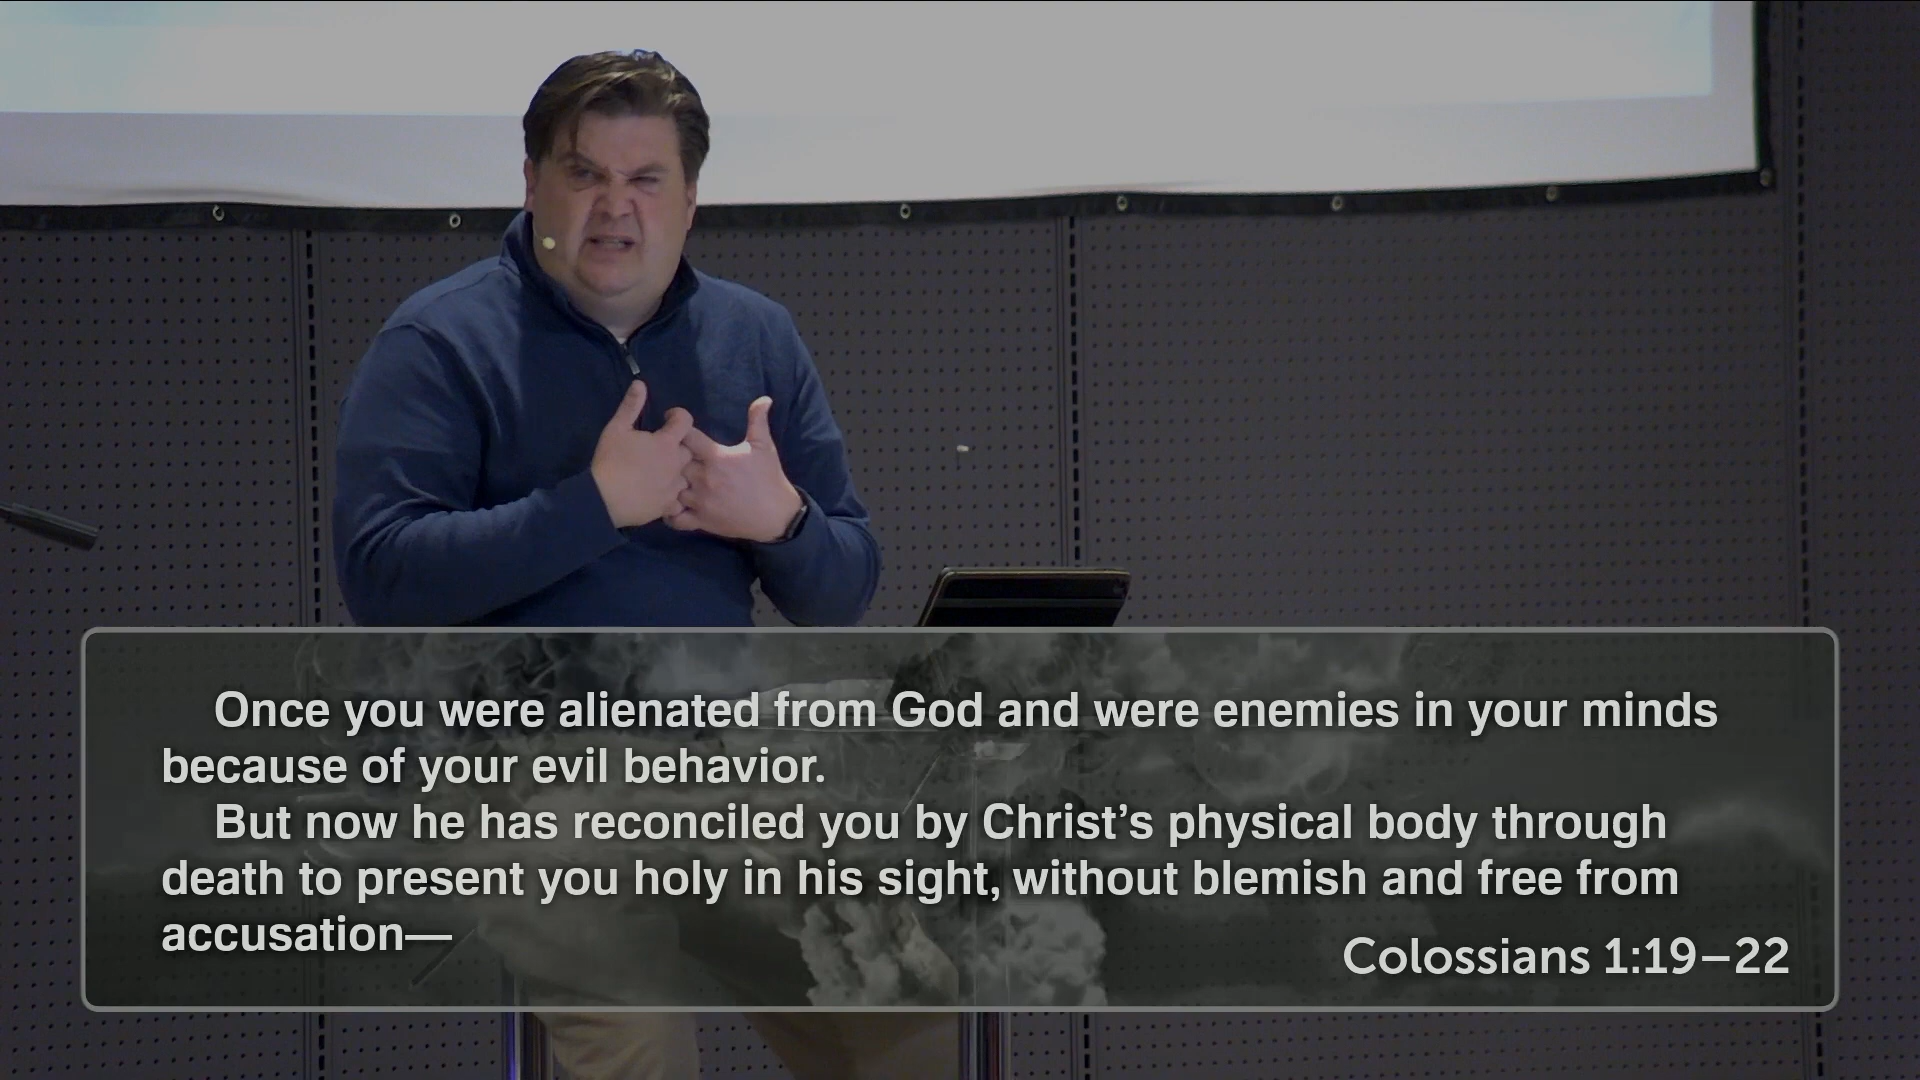 Once you were alienated from God and were enemies in your minds
because of your evil behavior.
But now he has reconciled you by Christ’s physical body through
death to present you holy in his sight, without blemish and free from
accusation—
Colossians 1:19–22